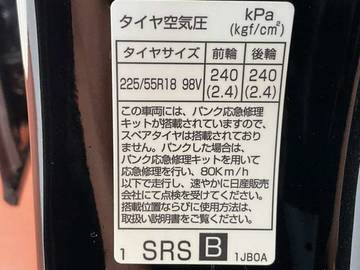 タイヤ空気圧 kPa
(kgf/cm²)
タイヤサイズ 前輪 後輪
225/55R18 98V 240 240
(2.4) (2.4)
この車両には、パンク応急修理
キットが搭載されていますので、
スペアタイヤは搭載されており
ません。パンクした場合は、
パンク応急修理キットを用いて
応急修理を行い、80Km/h
以下で走行し、速やかに日産販売
会社にて点検を受けてください。
搭載位置ならびに使用方法は、
取扱い説明書をご覧ください。
1 SRS B 1JB0A